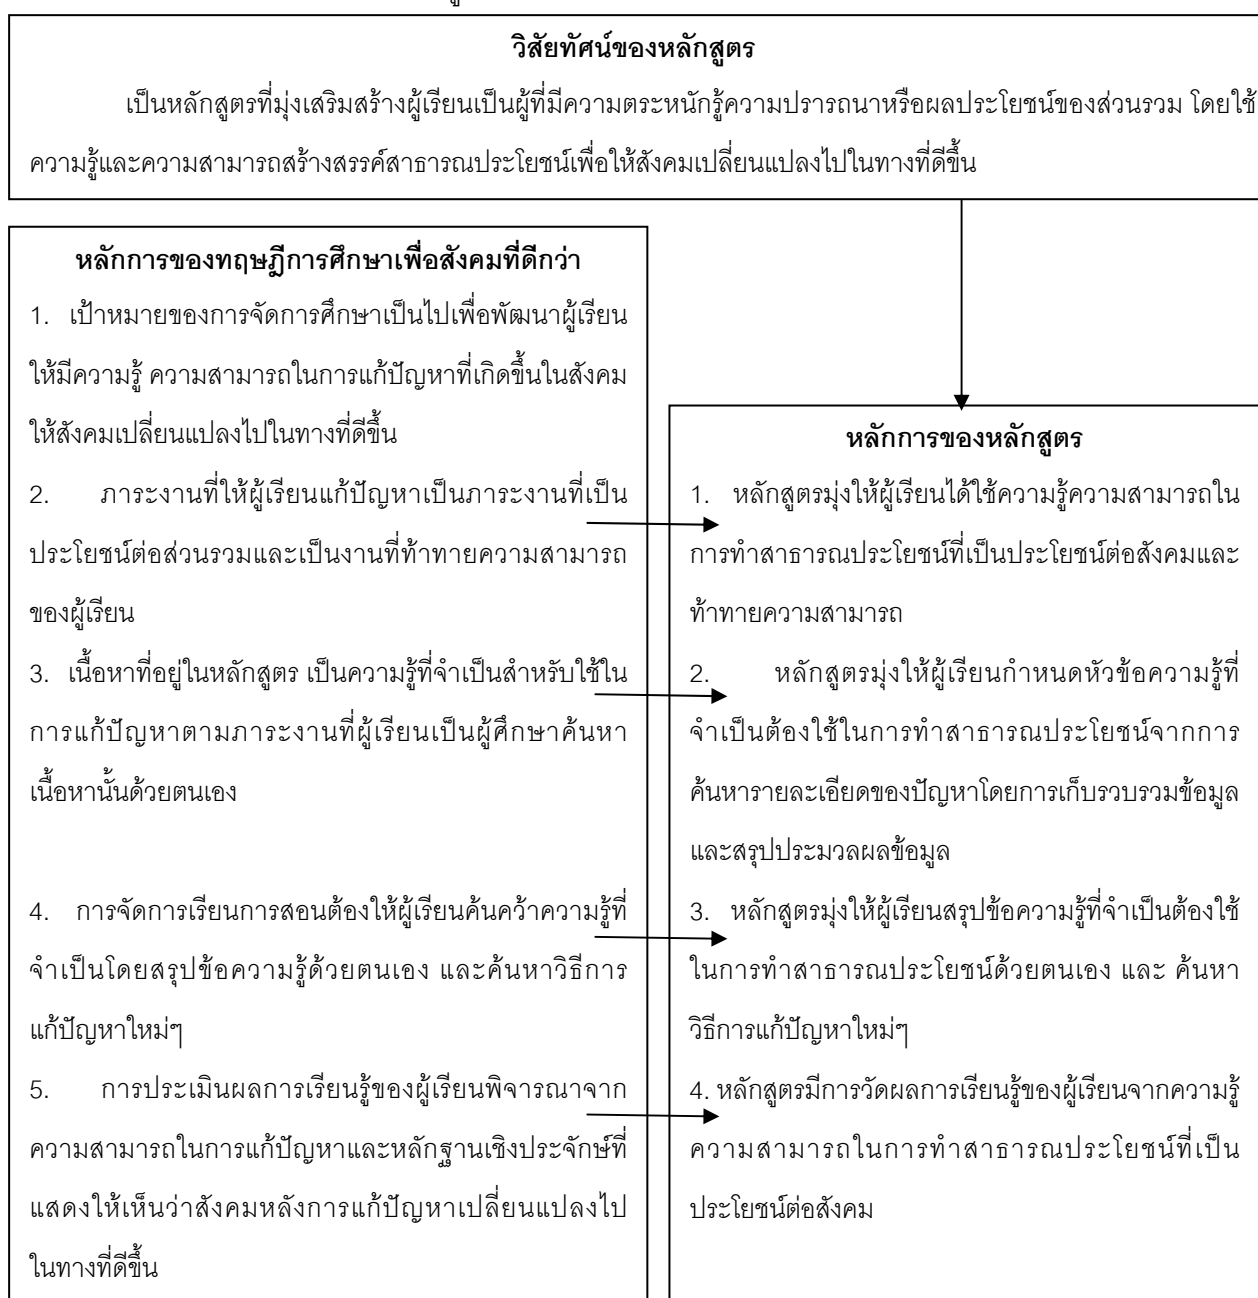 วิสัยทัศน์ของหลักสูตร
เป็นหลักสูตรที่มุ่งเสริมสร้างผู้เรียนเป็นผู้ที่มีความตระหนักรู้ความปรารถนาหรือผลประโยชน์ของส่วนรวม โดยใช้
ความรู้และความสามารถสร้างสรรค์สาธารณประโยชน์เพื่อให้สังคมเปลี่ยนแปลงไปในทางที่ดีขึ้น
หลักการของทฤษฎีการศึกษาเพื่อสังคมที่ดีกว่า
1. เป้าหมายของการจัดการศึกษาเป็นไปเพื่อพัฒนาผู้เรียน
ให้มีความรู้ ความสามารถในการแก้ปัญหาที่เกิดขึ้นในสังคม
ให้สังคมเปลี่ยนแปลงไปในทางที่ดีขึ้น
2. ภาระงานที่ให้ผู้เรียนแก้ปัญหาเป็นภาระงานที่เป็น
ประโยชน์ต่อส่วนรวมและเป็นงานที่ท้าทายความสามารถ
ของผู้เรียน
3. เนื้อหาที่อยู่ในหลักสูตร เป็นความรู้ที่จำเป็นสำหรับใช้ใน
การแก้ปัญหาตามภาระงานที่ผู้เรียนเป็นผู้ศึกษาค้นหา
เนื้อหานั้นด้วยตนเอง
4. การจัดการเรียนการสอนต้องให้ผู้เรียนค้นคว้าความรู้ที่
จำเป็นโดยสรุปข้อความรู้ด้วยตนเอง และค้นหาวิธีการ
แก้ปัญหาใหม่ๆ
5. การประเมินผลการเรียนรู้ของผู้เรียนพิจารณาจาก
ความสามารถในการแก้ปัญหาและหลักฐานเชิงประจักษ์ที่
แสดงให้เห็นว่าสังคมหลังการแก้ปัญหาเปลี่ยนแปลงไป
ในทางที่ดีขึ้น
หลักการของหลักสูตร
1. หลักสูตรมุ่งให้ผู้เรียนได้ใช้ความรู้ความสามารถใน
การทำสาธารณประโยชน์ที่เป็นประโยชน์ต่อสังคมและ
ท้าทายความสามารถ
2. หลักสูตรมุ่งให้ผู้เรียนกำหนดหัวข้อความรู้ที่
จำเป็นต้องใช้ในการทำสาธารณประโยชน์จากการ
ค้นหารายละเอียดของปัญหาโดยการเก็บรวบรวมข้อมูล
และสรุปประมวลผลข้อมูล
3. หลักสูตรมุ่งให้ผู้เรียนสรุปข้อความรู้ที่จำเป็นต้องใช้
ในการทำสาธารณประโยชน์ด้วยตนเอง และ ค้นหา
วิธีการแก้ปัญหาใหม่ๆ
4. หลักสูตรมีการวัดผลการเรียนรู้ของผู้เรียนจากความรู้
ความสามารถในการทำสาธารณประโยชน์ที่เป็น
ประโยชน์ต่อสังคม